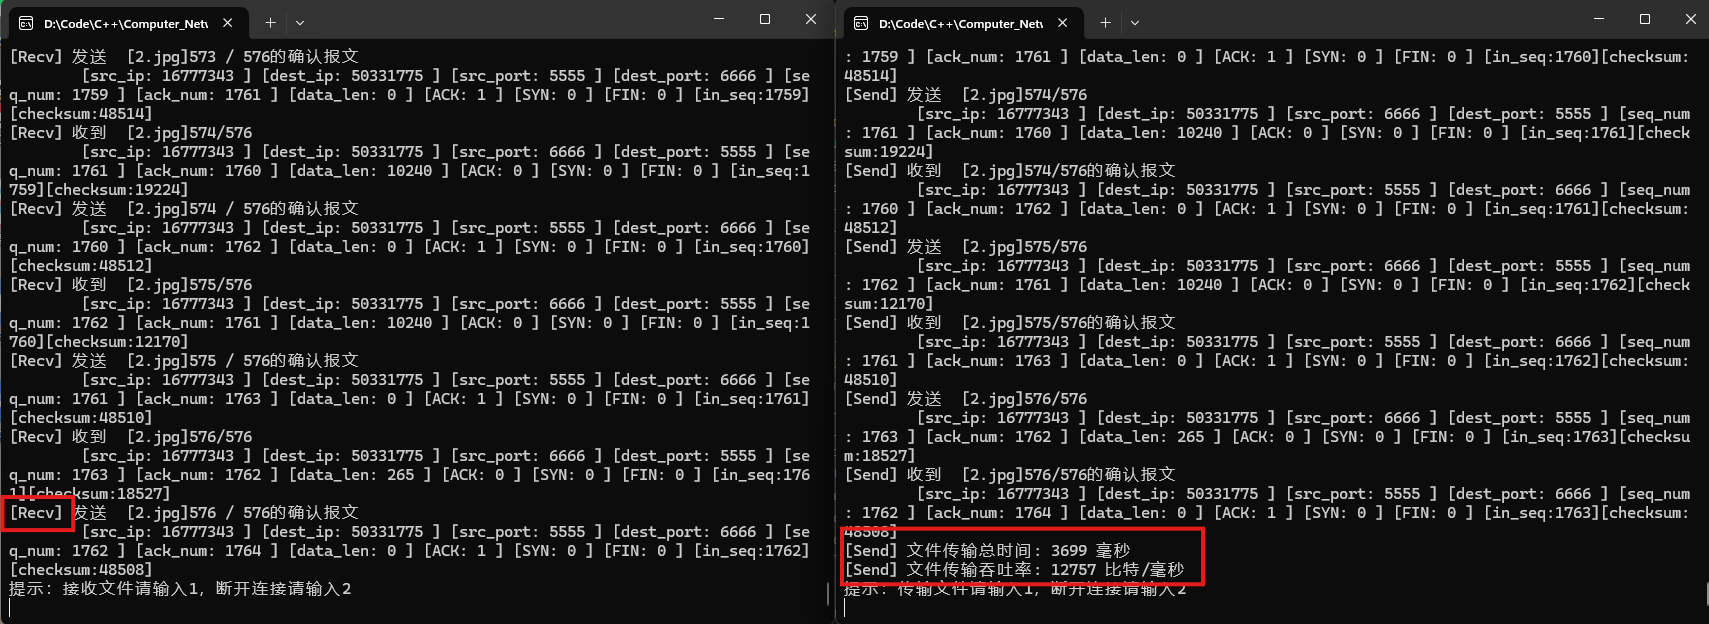 D:\Code\C++\Computer_Netw
[Recv] 发送  [2.jpg]573 / 576的确认报文
[src_ip: 16777343 ] [dest_ip: 50331775 ] [src_port: 5555 ] [dest_port: 6666 ] [se
q_num: 1759 ] [ack_num: 1761 ] [data_len: 0 ] [ACK: 1 ] [SYN: 0 ] [FIN: 0 ] [in_seq:1759]
[checksum:48514]
[Recv] 收到  [2.jpg]574/576
[src_ip: 16777343 ] [dest_ip: 50331775 ] [src_port: 6666 ] [dest_port: 5555 ] [se
q_num: 1761 ] [ack_num: 1760 ] [data_len: 10240 ] [ACK: 0 ] [SYN: 0 ] [FIN: 0 ] [in_seq:1
759][checksum:19224]
[Recv] 发送  [2.jpg]574 / 576的确认报文
[src_ip: 16777343 ] [dest_ip: 50331775 ] [src_port: 5555 ] [dest_port: 6666 ] [se
q_num: 1760 ] [ack_num: 1762 ] [data_len: 0 ] [ACK: 1 ] [SYN: 0 ] [FIN: 0 ] [in_seq:1760]
[checksum:48512]
[Recv] 收到  [2.jpg]575/576
[src_ip: 16777343 ] [dest_ip: 50331775 ] [src_port: 6666 ] [dest_port: 5555 ] [se
q_num: 1762 ] [ack_num: 1761 ] [data_len: 10240 ] [ACK: 0 ] [SYN: 0 ] [FIN: 0 ] [in_seq:1
760][checksum:12170]
[Recv] 发送  [2.jpg]575 / 576的确认报文
[src_ip: 16777343 ] [dest_ip: 50331775 ] [src_port: 5555 ] [dest_port: 6666 ] [se
q_num: 1761 ] [ack_num: 1763 ] [data_len: 0 ] [ACK: 1 ] [SYN: 0 ] [FIN: 0 ] [in_seq:1761]
[checksum:48510]
[Recv] 收到  [2.jpg]576/576
[src_ip: 16777343 ] [dest_ip: 50331775 ] [src_port: 6666 ] [dest_port: 5555 ] [se
q_num: 1763 ] [ack_num: 1762 ] [data_len: 265 ] [ACK: 0 ] [SYN: 0 ] [FIN: 0 ] [in_seq:176
1][checksum:18527]
[Recv] 发送  [2.jpg]576 / 576的确认报文
[src_ip: 16777343 ] [dest_ip: 50331775 ] [src_port: 5555 ] [dest_port: 6666 ] [se
q_num: 1762 ] [ack_num: 1764 ] [data_len: 0 ] [ACK: 1 ] [SYN: 0 ] [FIN: 0 ] [in_seq:1762]
[checksum:48508]
提示: 接收文件请输入1, 断开连接请输入2
D:\Code\C++\Computer_Netw
: 1759 ] [ack_num: 1761 ] [data_len: 0 ] [ACK: 1 ] [SYN: 0 ] [FIN: 0 ] [in_seq:1760][checksum:
48514]
[Send] 发送  [2.jpg]574/576
[src_ip: 16777343 ] [dest_ip: 50331775 ] [src_port: 6666 ] [dest_port: 5555 ] [seq_num
: 1761 ] [ack_num: 1760 ] [data_len: 10240 ] [ACK: 0 ] [SYN: 0 ] [FIN: 0 ] [in_seq:1761][check
sum:19224]
[Send] 收到  [2.jpg]574/576的确认报文
[src_ip: 16777343 ] [dest_ip: 50331775 ] [src_port: 5555 ] [dest_port: 6666 ] [seq_num
: 1760 ] [ack_num: 1762 ] [data_len: 0 ] [ACK: 1 ] [SYN: 0 ] [FIN: 0 ] [in_seq:1761][checksum:
48512]
[Send] 发送  [2.jpg]575/576
[src_ip: 16777343 ] [dest_ip: 50331775 ] [src_port: 6666 ] [dest_port: 5555 ] [seq_num
: 1762 ] [ack_num: 1761 ] [data_len: 10240 ] [ACK: 0 ] [SYN: 0 ] [FIN: 0 ] [in_seq:1762][check
sum:12170]
[Send] 收到  [2.jpg]575/576的确认报文
[src_ip: 16777343 ] [dest_ip: 50331775 ] [src_port: 5555 ] [dest_port: 6666 ] [seq_num
: 1761 ] [ack_num: 1763 ] [data_len: 0 ] [ACK: 1 ] [SYN: 0 ] [FIN: 0 ] [in_seq:1762][checksum:
48510]
[Send] 发送  [2.jpg]576/576
[src_ip: 16777343 ] [dest_ip: 50331775 ] [src_port: 6666 ] [dest_port: 5555 ] [seq_num
: 1763 ] [ack_num: 1762 ] [data_len: 265 ] [ACK: 0 ] [SYN: 0 ] [FIN: 0 ] [in_seq:1763][checksu
m:18527]
[Send] 收到  [2.jpg]576/576的确认报文
[src_ip: 16777343 ] [dest_ip: 50331775 ] [src_port: 5555 ] [dest_port: 6666 ] [seq_num
: 1762 ] [ack_num: 1764 ] [data_len: 0 ] [ACK: 1 ] [SYN: 0 ] [FIN: 0 ] [in_seq:1763][checksum:
48508]
[Send] 文件传输总时间: 3699 毫秒
[Send] 文件传输吞吐率: 12757 比特/毫秒
提示: 传输文件请输入1, 断开连接请输入2